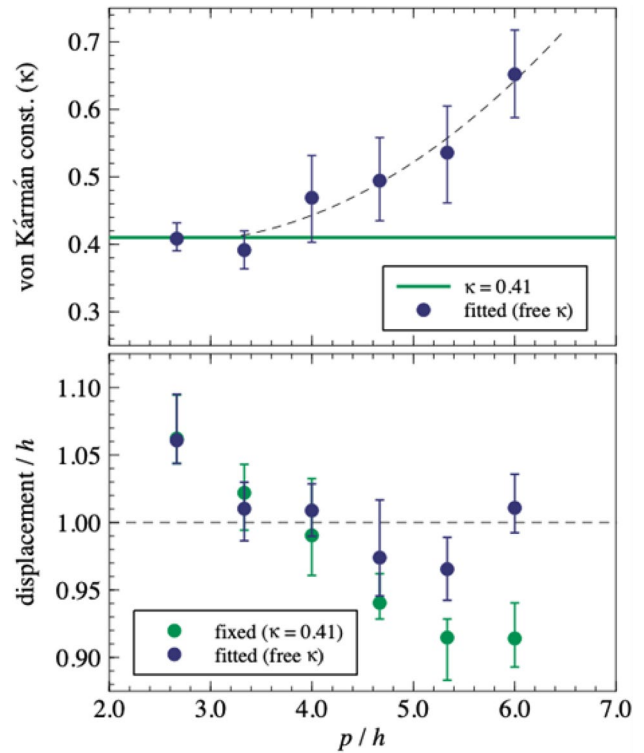 von Kármán const. (κ)
0.7
0.6
0.5
0.4
0.3
κ = 0.41
fitted (free κ)
displacement / h
1.10
1.05
1.00
0.95
0.90
fixed (κ = 0.41)
fitted (free κ)
2.0 3.0 4.0 5.0 6.0 7.0
p / h